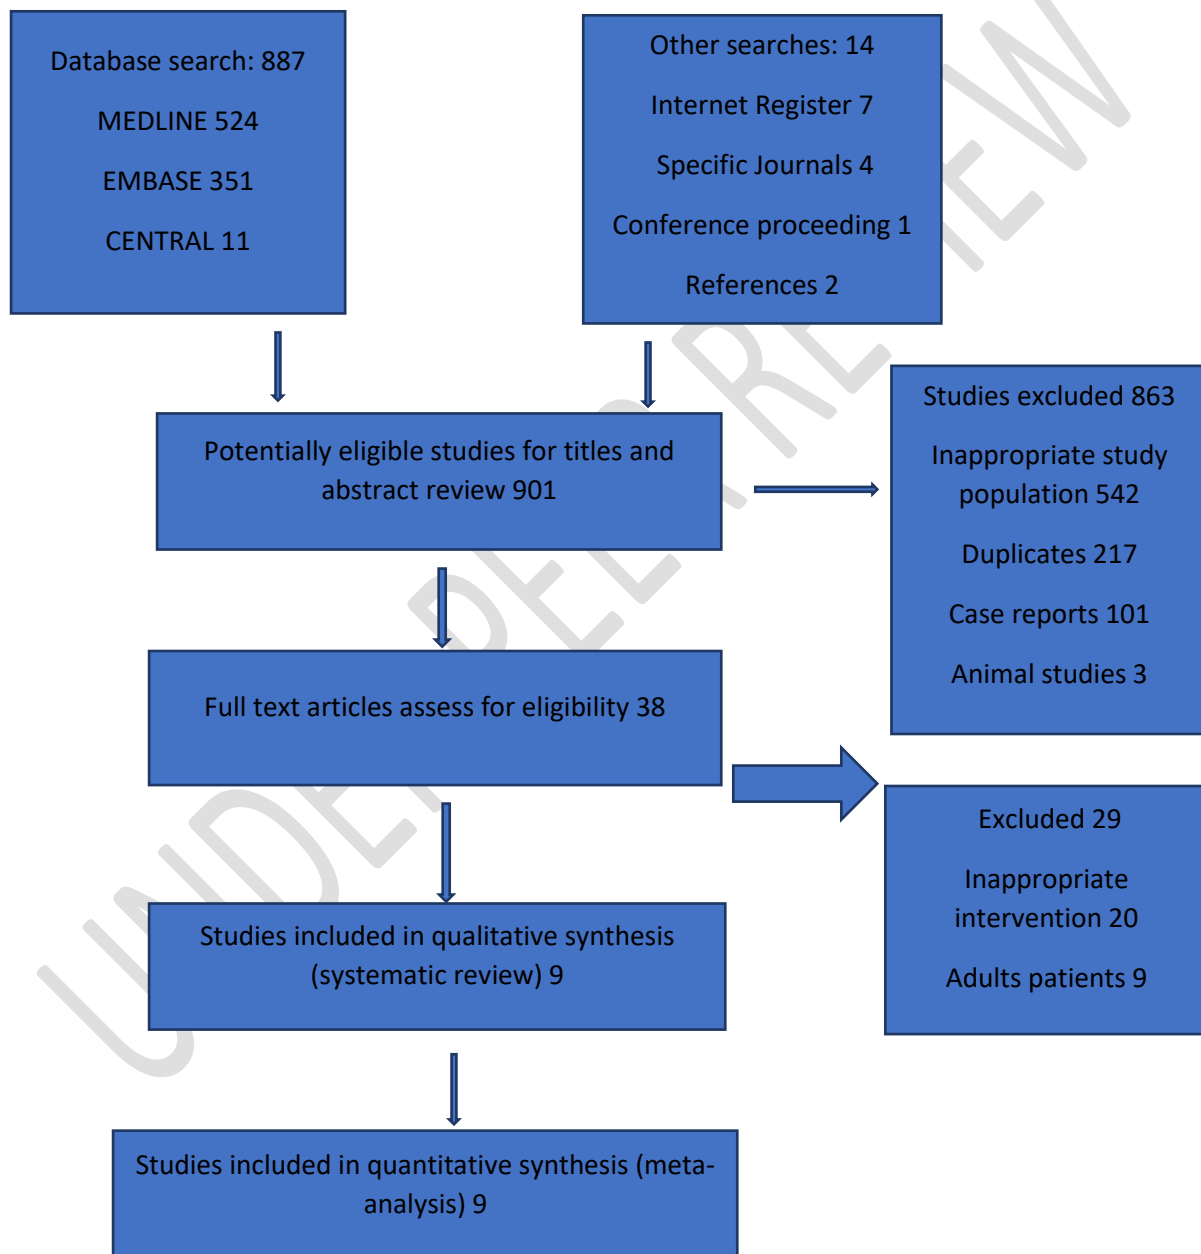 Database search: 887
MEDLINE 524
EMBASE 351
CENTRAL 11
Other searches: 14
Internet Register 7
Specific Journals 4
Conference proceeding 1
References 2
Potentially eligible studies for titles and
abstract review 901
Studies excluded 863
Inappropriate study
population 542
Duplicates 217
Case reports 101
Animal studies 3
Full text articles assess for eligibility 38
Excluded 29
Inappropriate
intervention 20
Adults patients 9
Studies included in qualitative synthesis
(systematic review) 9
Studies included in quantitative synthesis (meta-
analysis) 9
UNDER PEER REVIEW